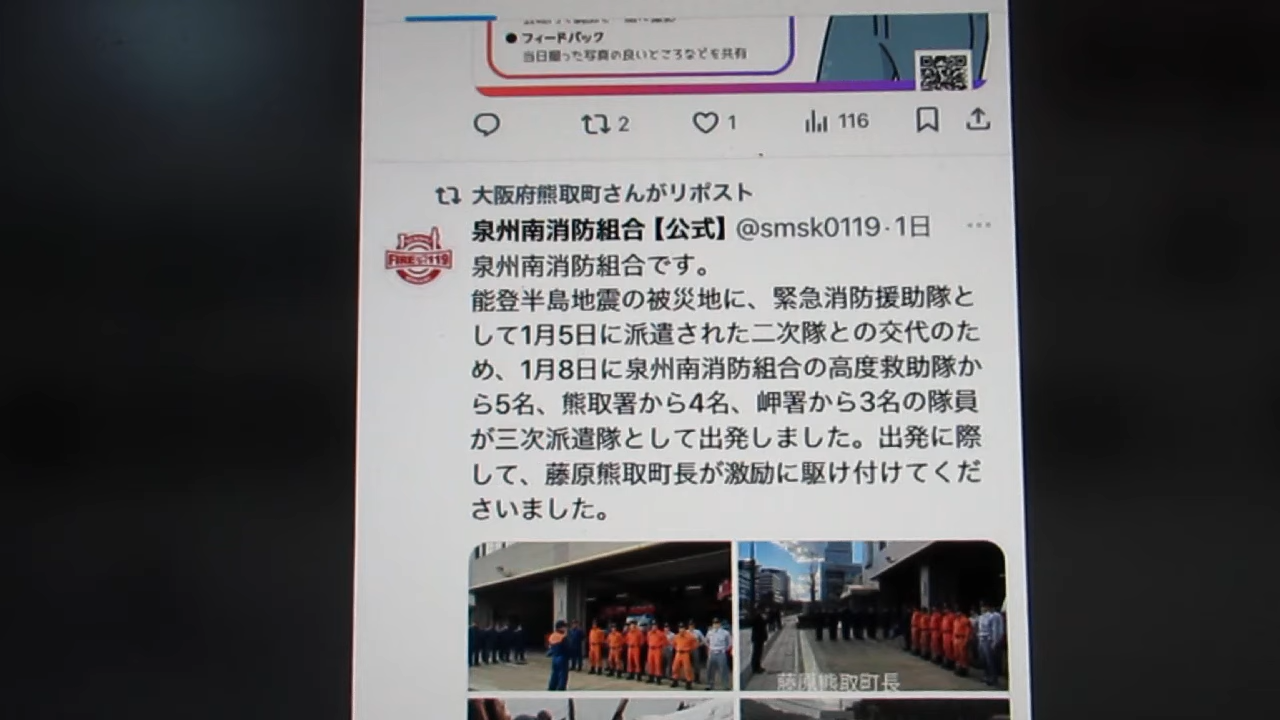 ● フィードバック
当日撮った写真の良いところなどを共有
2
1
116
大阪府熊取町さんがリポスト
泉州南消防組合【公式】 @smsk0119・1日
FIRE 119
泉州南消防組合です。
能登半島地震の被災地に、緊急消防援助隊と
して1月5日に派遣された二次隊との交代のた
め、1月8日に泉州南消防組合の高度救助隊か
ら5名、熊取署から4名、岬署から3名の隊員
が三次派遣隊として出発しました。出発に際
して、藤原熊取町長が激励に駆け付けてくだ
さいました。
藤原熊取町長